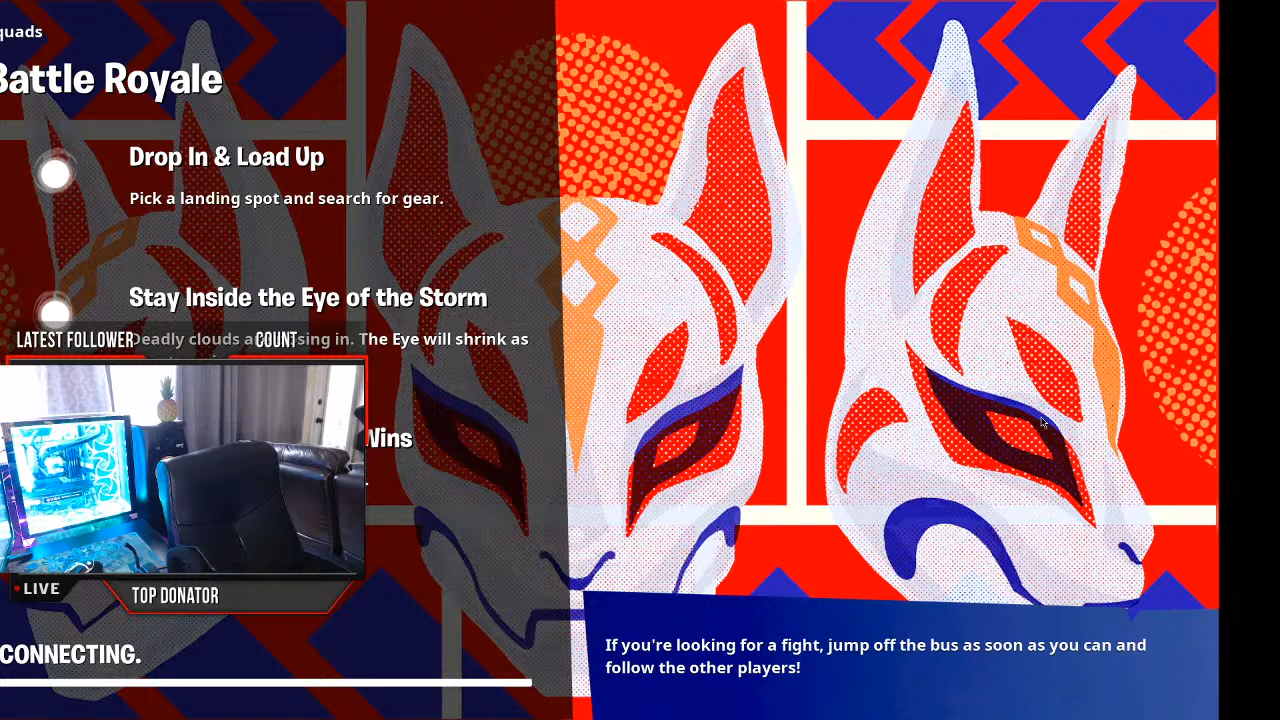 quads
Battle Royale
Drop In & Load Up
Pick a landing spot and search for gear.
Stay Inside the Eye of the Storm
LATEST FOLLOWER
COUNT
Deadly clouds in. The Eye will shrink as
Wins
LIVE
TOP DONATOR
CONNECTING.
If you're looking for a fight, jump off the bus as soon as you can and
follow the other players!